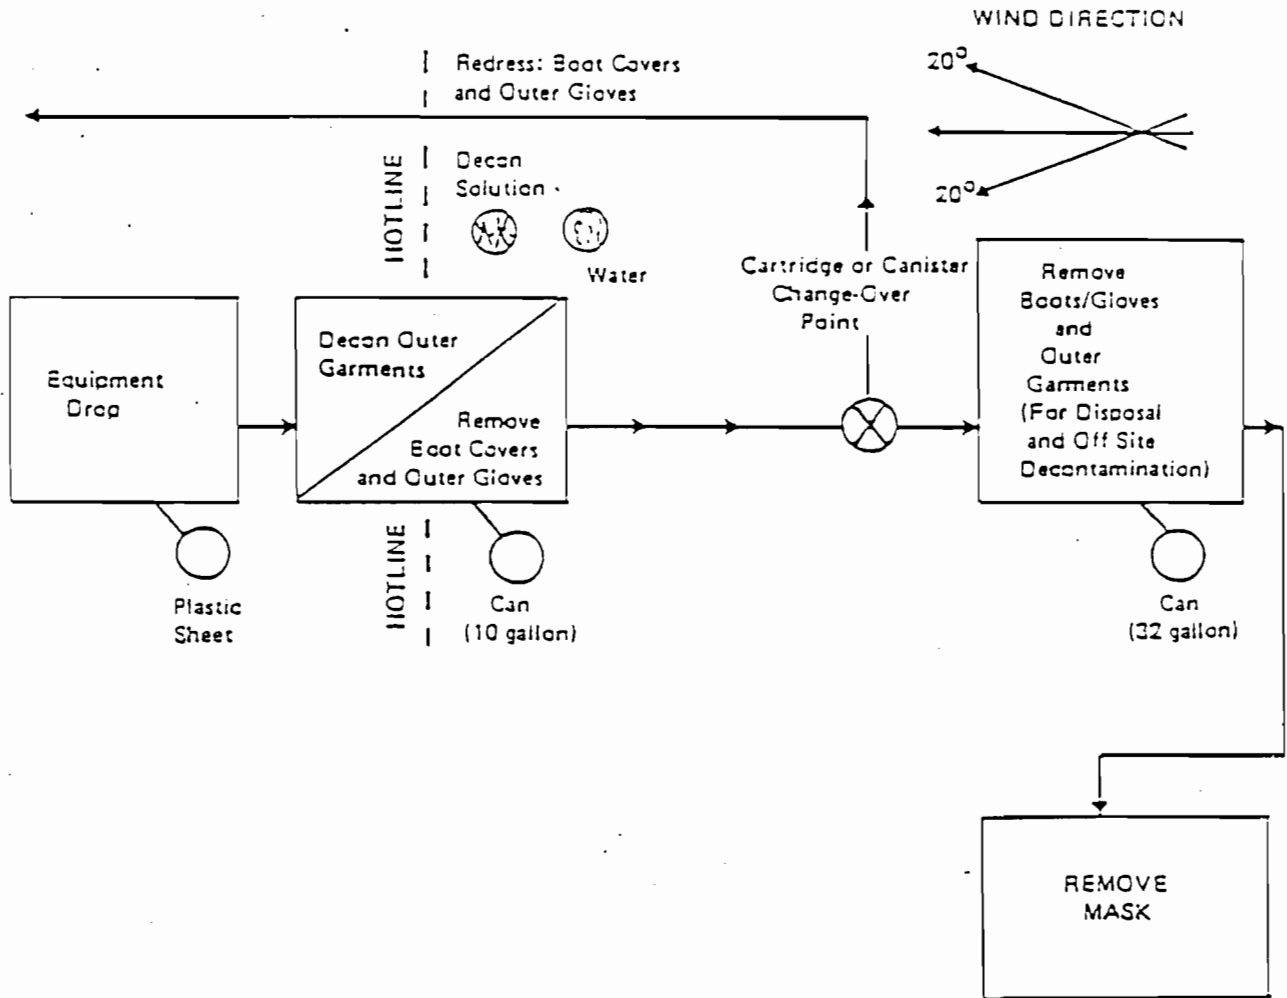 WIND DIRECTION
20°
20°
Redress: Boot Covers
and Outer Gloves
HOTLINE
Decon
Solution
Water
Cartridge or Canister
Change-Over
Point
Equipment
Drop
Decon Outer
Garments
Remove
Boot Covers
and Outer Gloves
Remove
Boots/Gloves
and
Outer
Garments
(For Disposal
and Off Site
Decontamination)
Plastic
Sheet
HOTLINE
Can
(10 gallon)
Can
(32 gallon)
REMOVE
MASK